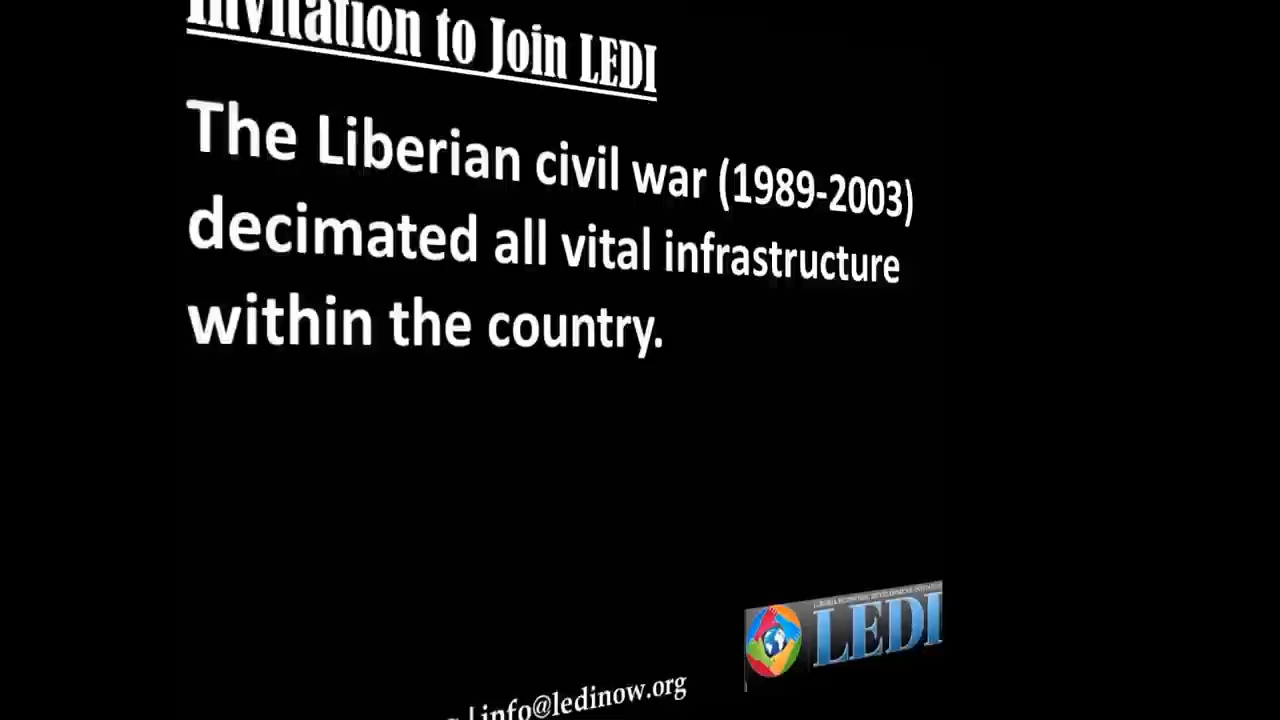 Invitation to Join LEDI
The Liberian civil war (1989-2003)
decimated all vital infrastructure
within the country.
LEDI
| info@ledinow.org